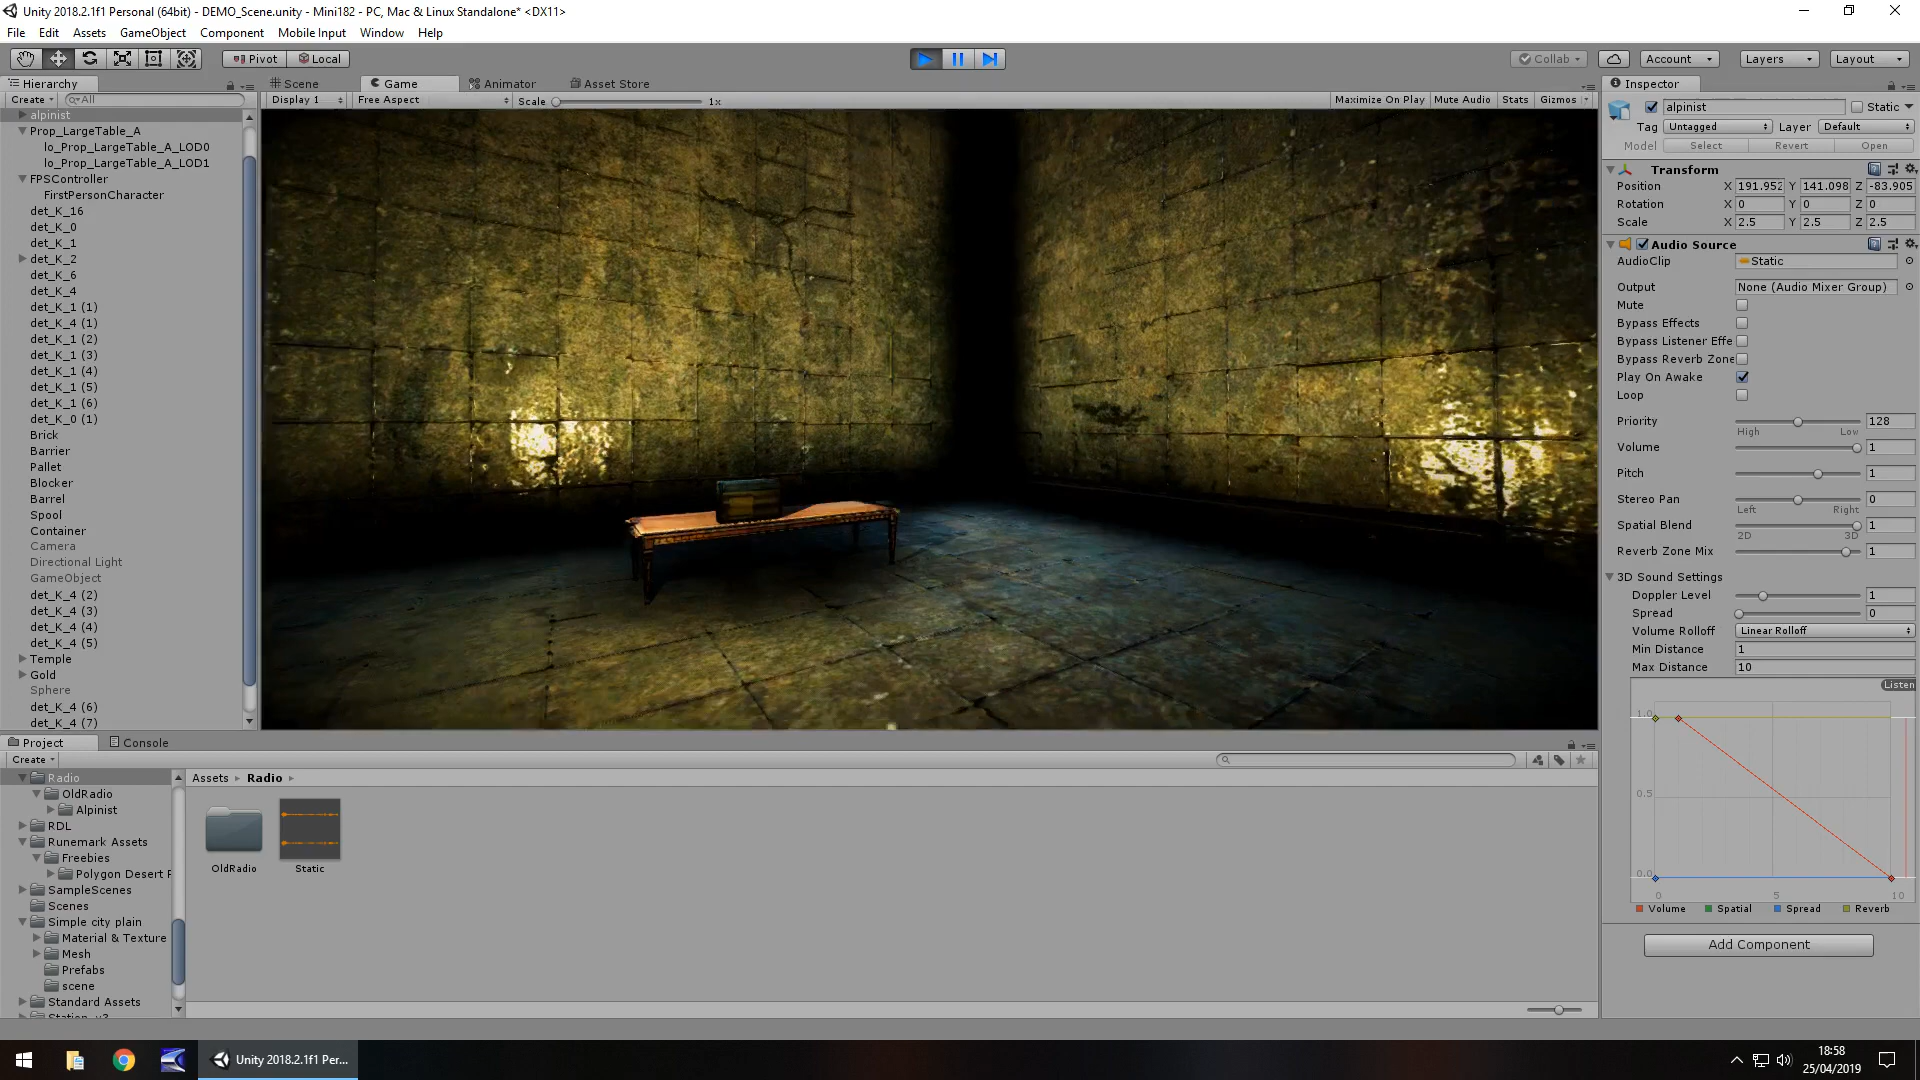 Unity 2018.2.1f1 Personal (64bit) - DEMO_Scene.unity - Mini182 - PC, Mac & Linux Standalone* <DX11>
File Edit Assets GameObject Component Mobile Input Window Help
Pivot Local Collab Account Layers Layout
Hierarchy
Create All
alpinist
Prop_LargeTable_A
lo_Prop_LargeTable_A_LOD0
lo_Prop_LargeTable_A_LOD1
FPSController
FirstPersonCharacter
det_K_16
det_K_0
det_K_1
det_K_2
det_K_6
det_K_4
det_K_1 (1)
det_K_4 (1)
det_K_1 (2)
det_K_1 (3)
det_K_1 (4)
det_K_1 (5)
det_K_1 (6)
det_K_0 (1)
Brick
Barrier
Pallet
Blocker
Barrel
Spool
Container
Camera
Directional Light
GameObject
det_K_4 (2)
det_K_4 (3)
det_K_4 (4)
det_K_4 (5)
Temple
Gold
Sphere
det_K_4 (6)
det_K_4 (7)
Scene Game Animator Asset Store
Display 1 Free Aspect Scale 1x Maximize On Play Mute Audio Stats Gizmos
Inspector
alpinist Static
Tag Untagged Layer Default
Model Select Revert Open
Transform
Position X 191.952 Y 141.098 Z -83.905
Rotation X 0 Y 0 Z 0
Scale X 2.5 Y 2.5 Z 2.5
Audio Source
AudioClip Static
Output None (Audio Mixer Group)
Mute
Bypass Effects
Bypass Listener Effe
Bypass Reverb Zone
Play On Awake
Loop
Priority 128
High Low
Volume 1
Pitch 1
Stereo Pan 0
Left Right
Spatial Blend 1
2D 3D
Reverb Zone Mix 1
3D Sound Settings
Doppler Level 1
Spread 0
Volume Rolloff Linear Rolloff
Min Distance 1
Max Distance 10
Listen
1.0
0.5
0.0
0 5 10
Volume Spatial Spread Reverb
Add Component
Project Console
Create
Radio
OldRadio
Alpinist
RDL
Runemark Assets
Freebies
Polygon Desert
SampleScenes
Scenes
Simple city plain
Material & Texture
Mesh
Prefabs
scene
Standard Assets
Assets Radio
OldRadio Static
Unity 2018.2.1f1 Per...
18:58
25/04/2019